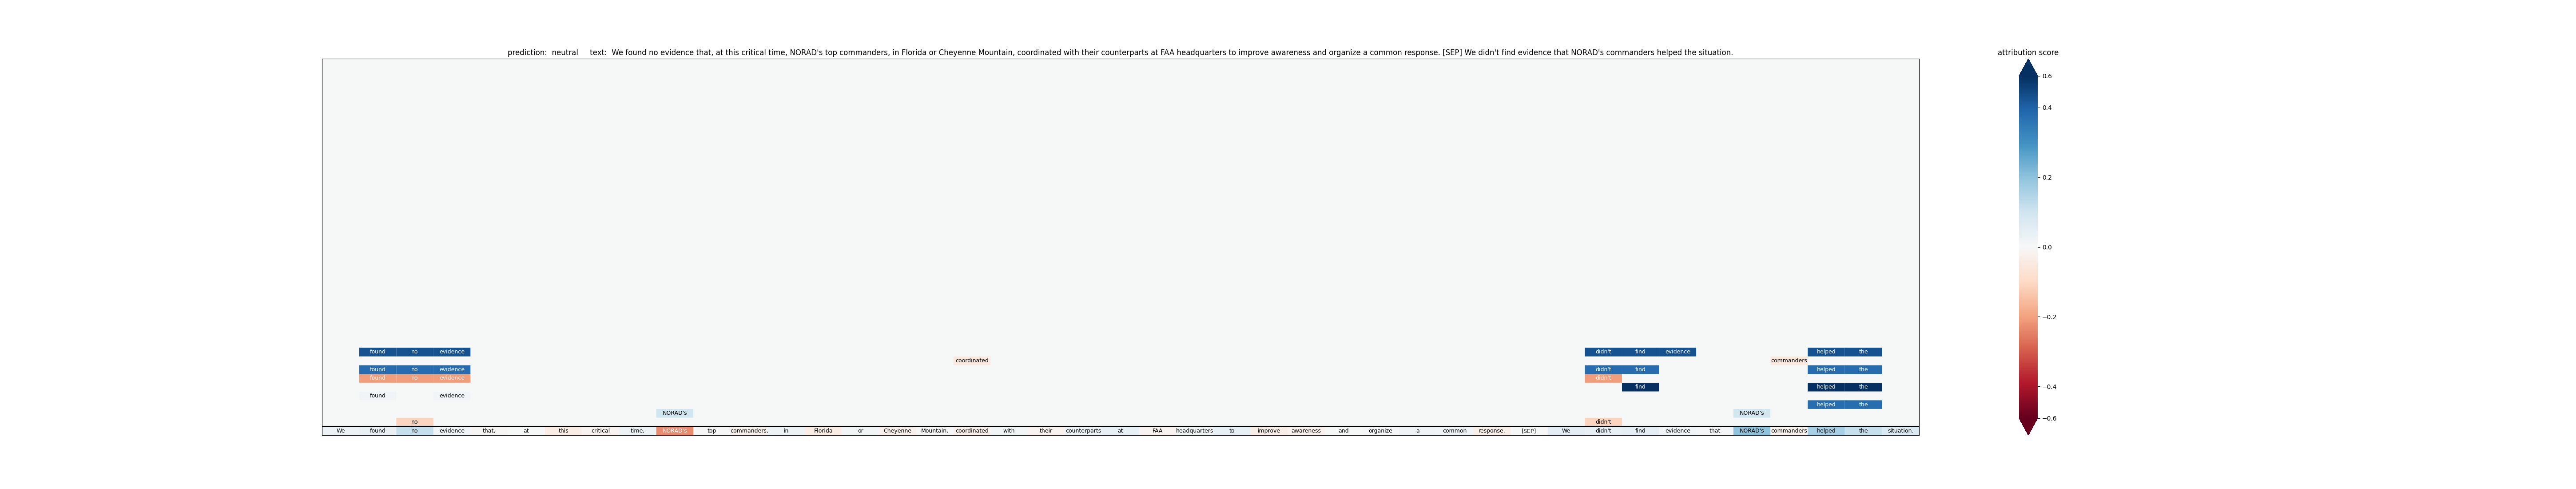 prediction:  neutral     text:  We found no evidence that, at this critical time, NORAD's top commanders, in Florida or Cheyenne Mountain, coordinated with their counterparts at FAA headquarters to improve awareness and organize a common response. [SEP] We didn't find evidence that NORAD's commanders helped the situation.
attribution score
0.6
0.4
0.2
0.0
−0.2
−0.4
−0.6
found no evidence didn't find evidence helped the
coordinated commanders
found no evidence didn't find helped the
found no evidence didn't
find helped the
found evidence
helped the
NORAD's NORAD's
no didn't
We found no evidence that, at this critical time, NORAD's top commanders, in Florida or Cheyenne Mountain, coordinated with their counterparts at FAA headquarters to improve awareness and organize a common response. [SEP] We didn't find evidence that NORAD's commanders helped the situation.